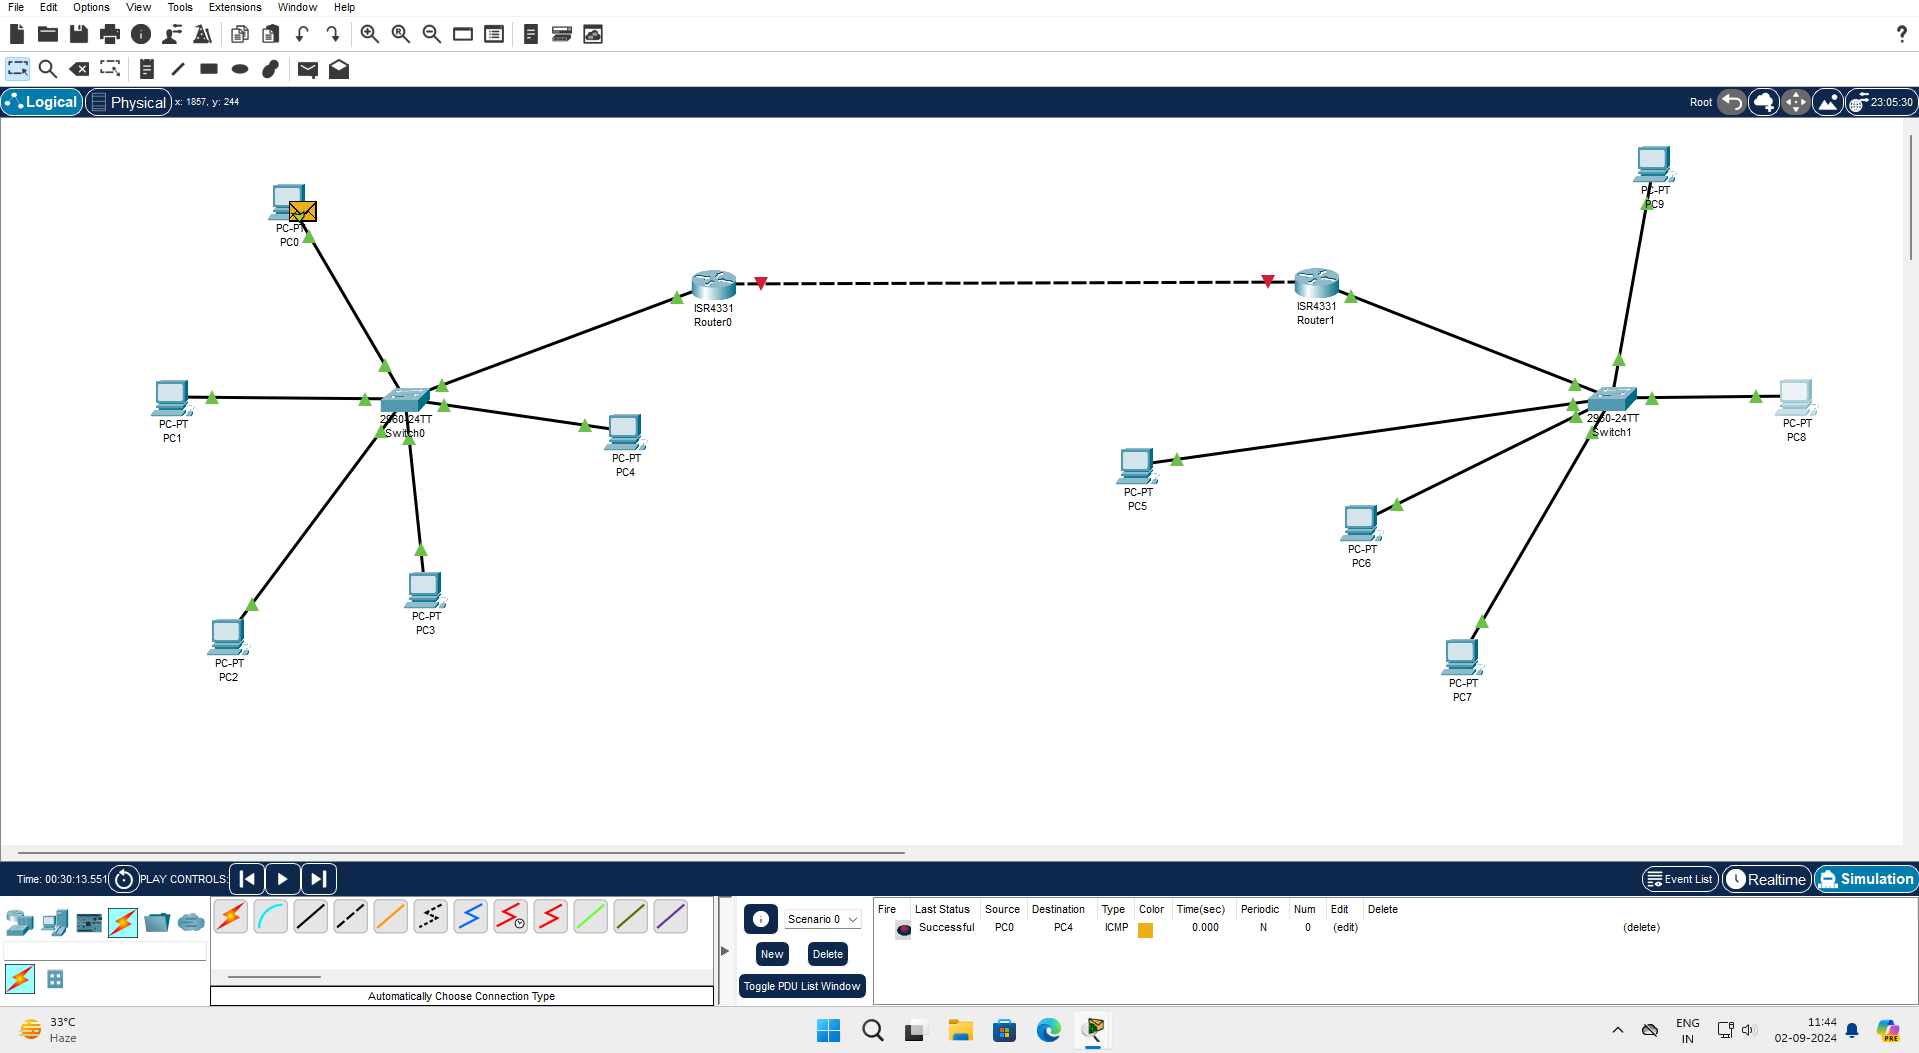 File Edit Options View Tools Extensions Window Help
?
Logical Physical x: 1857, y: 244 Root 23:05:30
PC-PT
PC9
PC-PT
PC0
ISR4331
Router0
ISR4331
Router1
PC-PT
PC1
2960-24TT
Switch0
PC-PT
PC4
2960-24TT
Switch1
PC-PT
PC8
PC-PT
PC5
PC-PT
PC6
PC-PT
PC3
PC-PT
PC2
PC-PT
PC7
Time: 00:30:13.551 PLAY CONTROLS: Event List Realtime Simulation
Scenario 0
New Delete
Toggle PDU List Window
Fire Last Status Source Destination Type Color Time(sec) Periodic Num Edit Delete
Successful PC0 PC4 ICMP 0.000 N 0 (edit) (delete)
Automatically Choose Connection Type
33°C
Haze
ENG
IN
11:44
02-09-2024
PRE